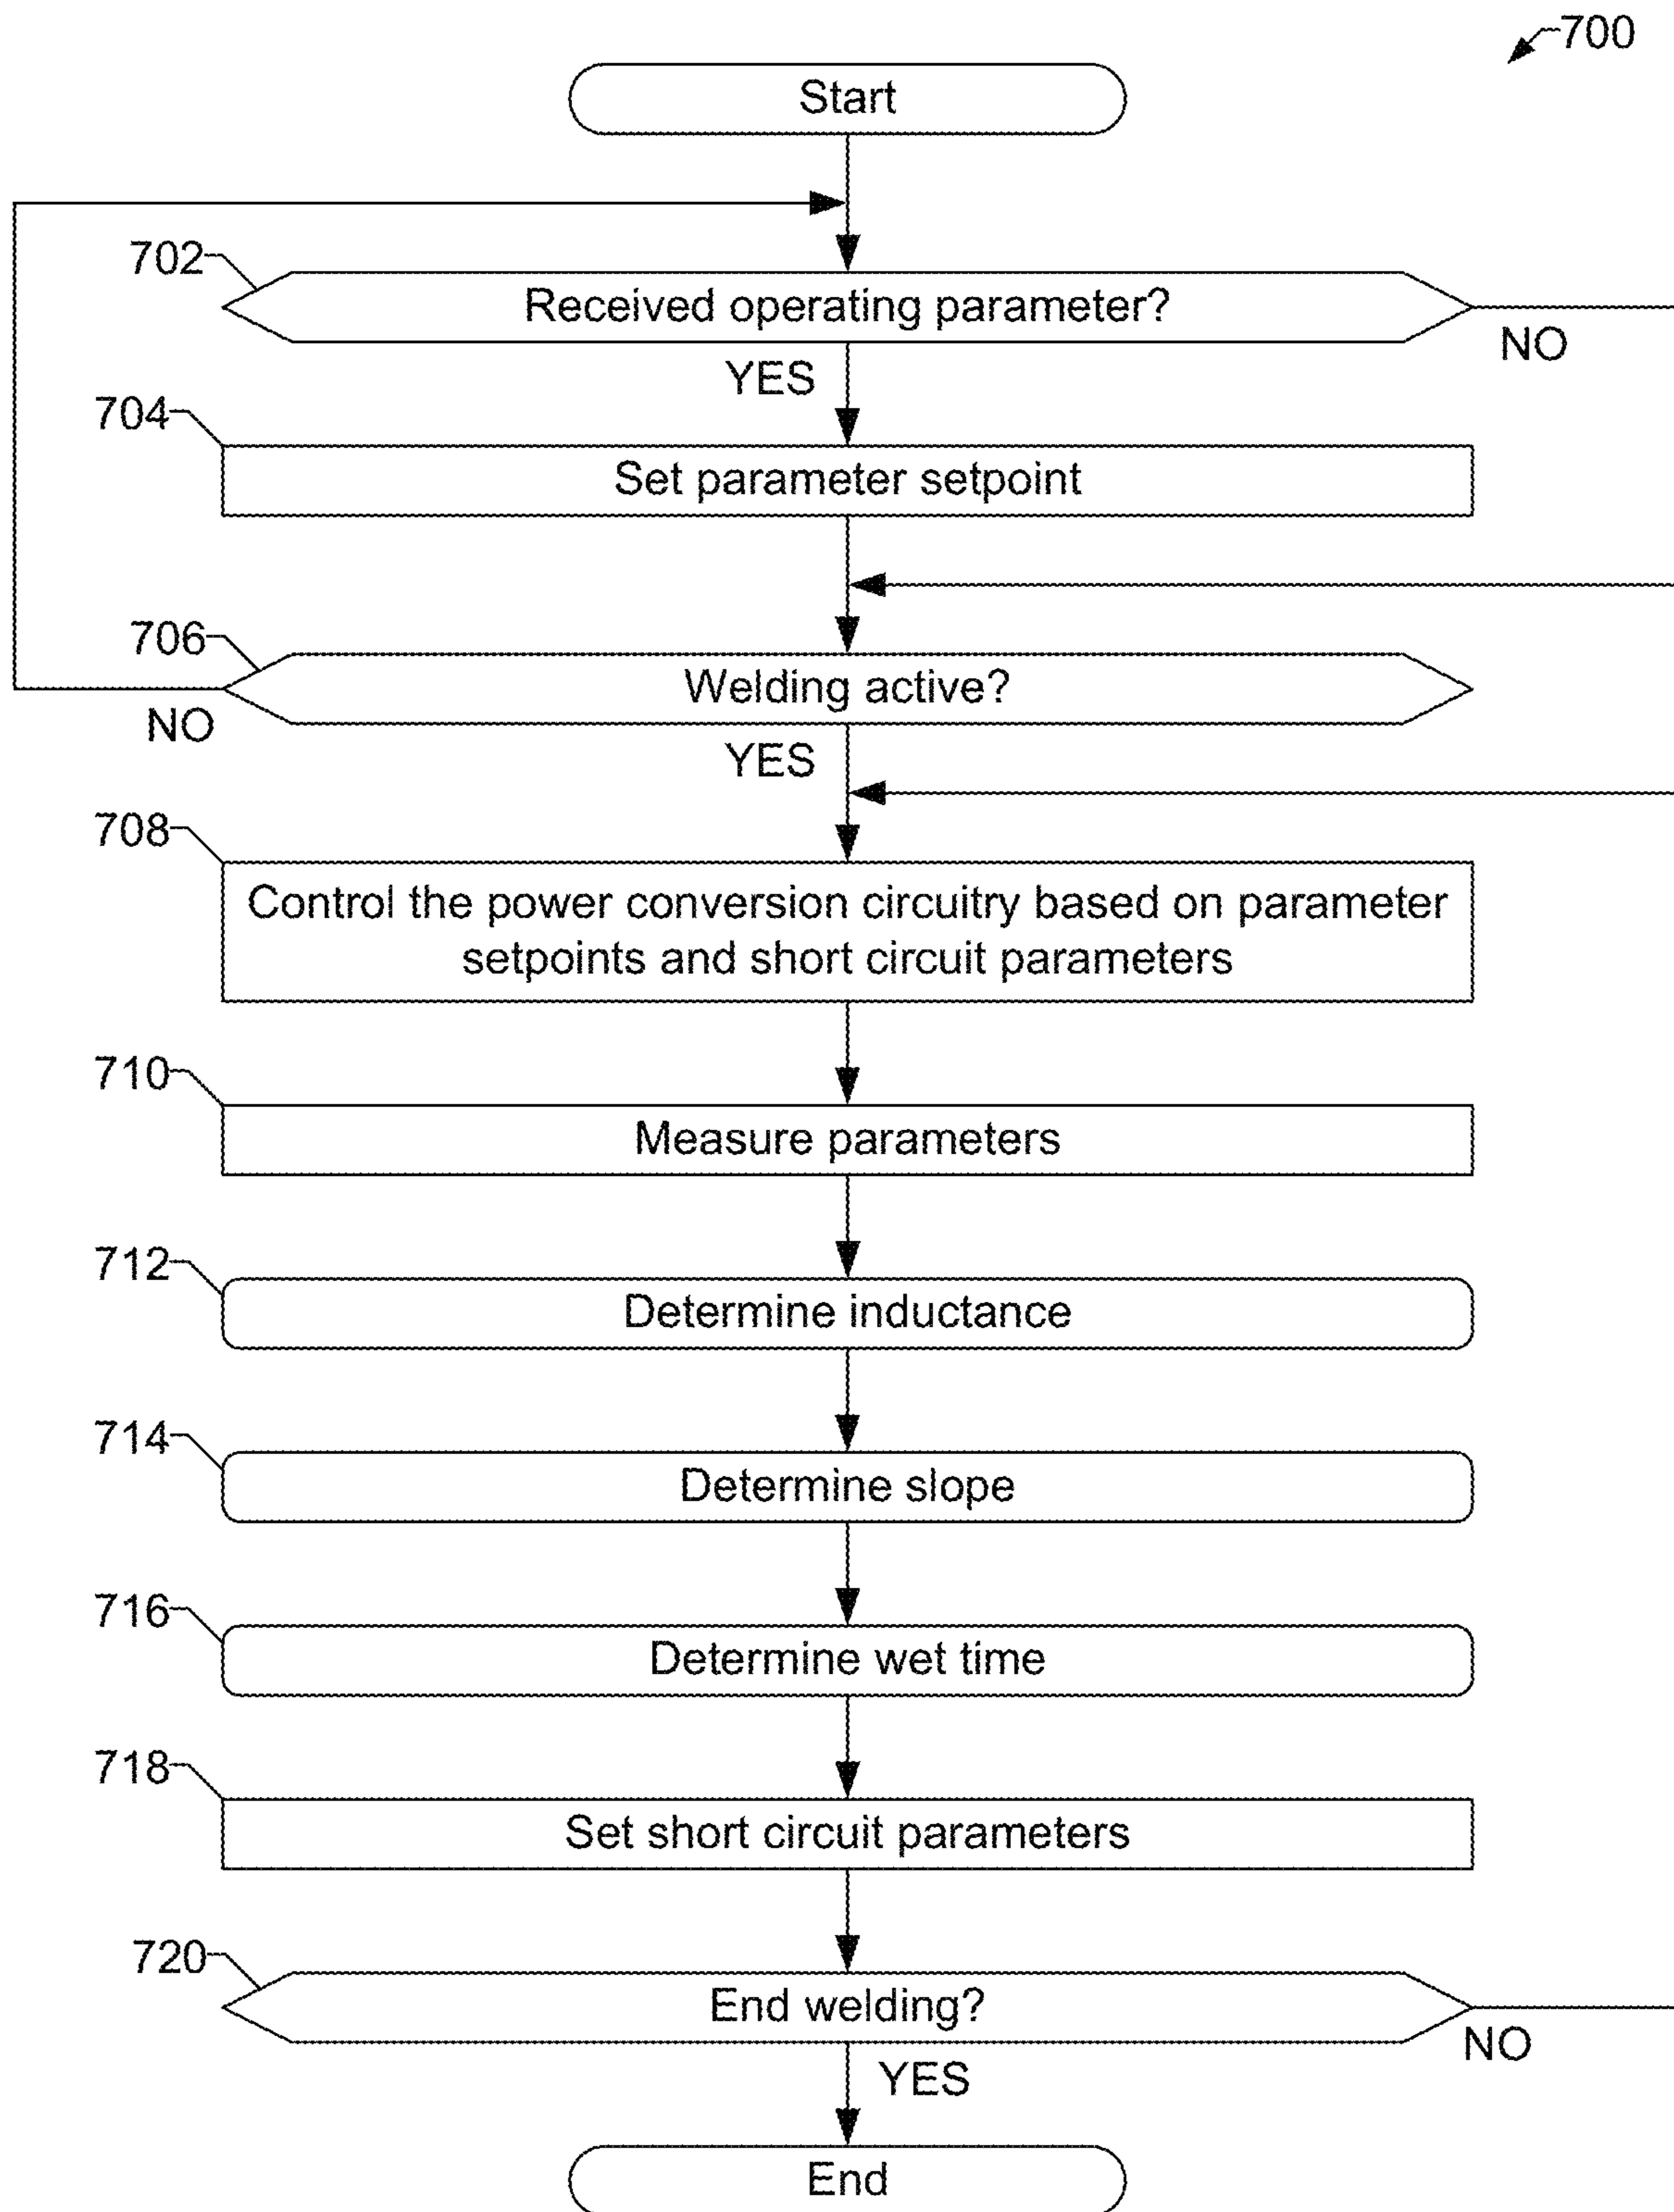 700
Start
702
Received operating parameter?
NO
YES
704
Set parameter setpoint
706
Welding active?
NO
YES
708
Control the power conversion circuitry based on parameter
setpoints and short circuit parameters
710
Measure parameters
712
Determine inductance
714
Determine slope
716
Determine wet time
718
Set short circuit parameters
720
End welding?
NO
YES
End